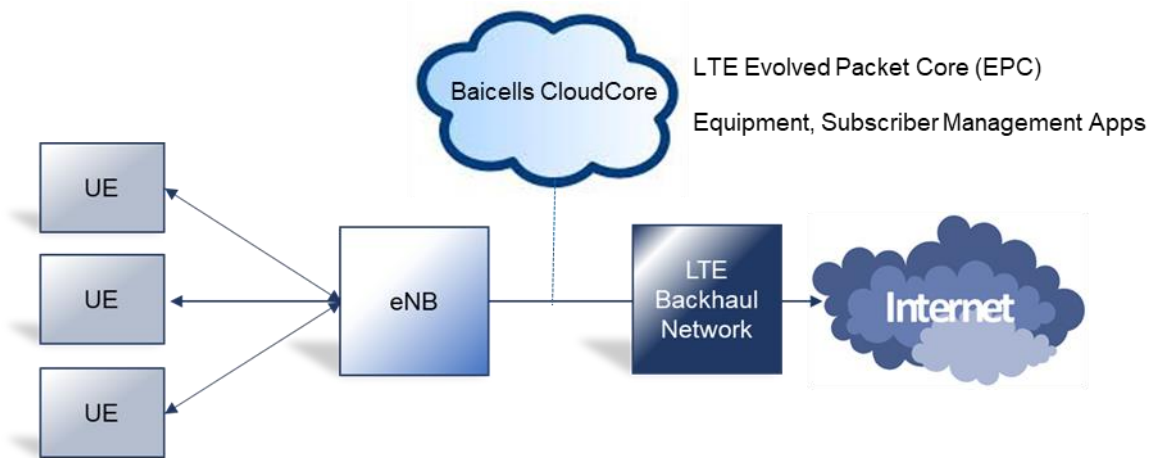 Baicells CloudCore
LTE Evolved Packet Core (EPC)
Equipment, Subscriber Management Apps
UE
UE
UE
eNB
LTE
Backhaul
Network
Internet